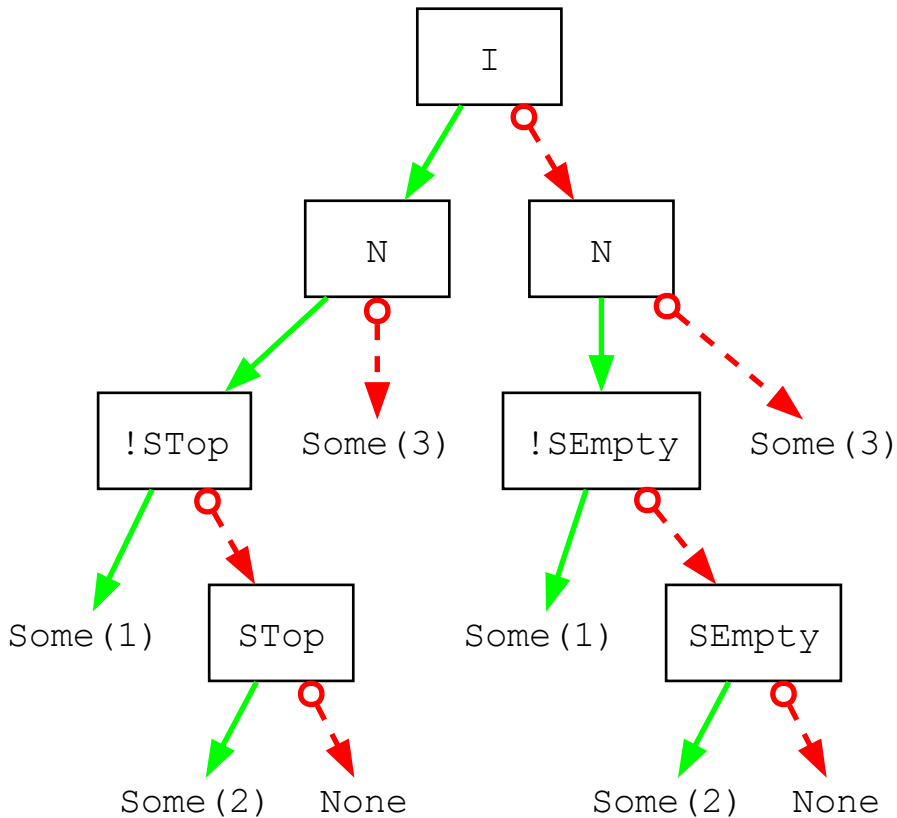 I
N N
!STop Some(3) !SEmpty Some(3)
Some(1) STop Some(1) SEmpty
Some(2) None Some(2) None